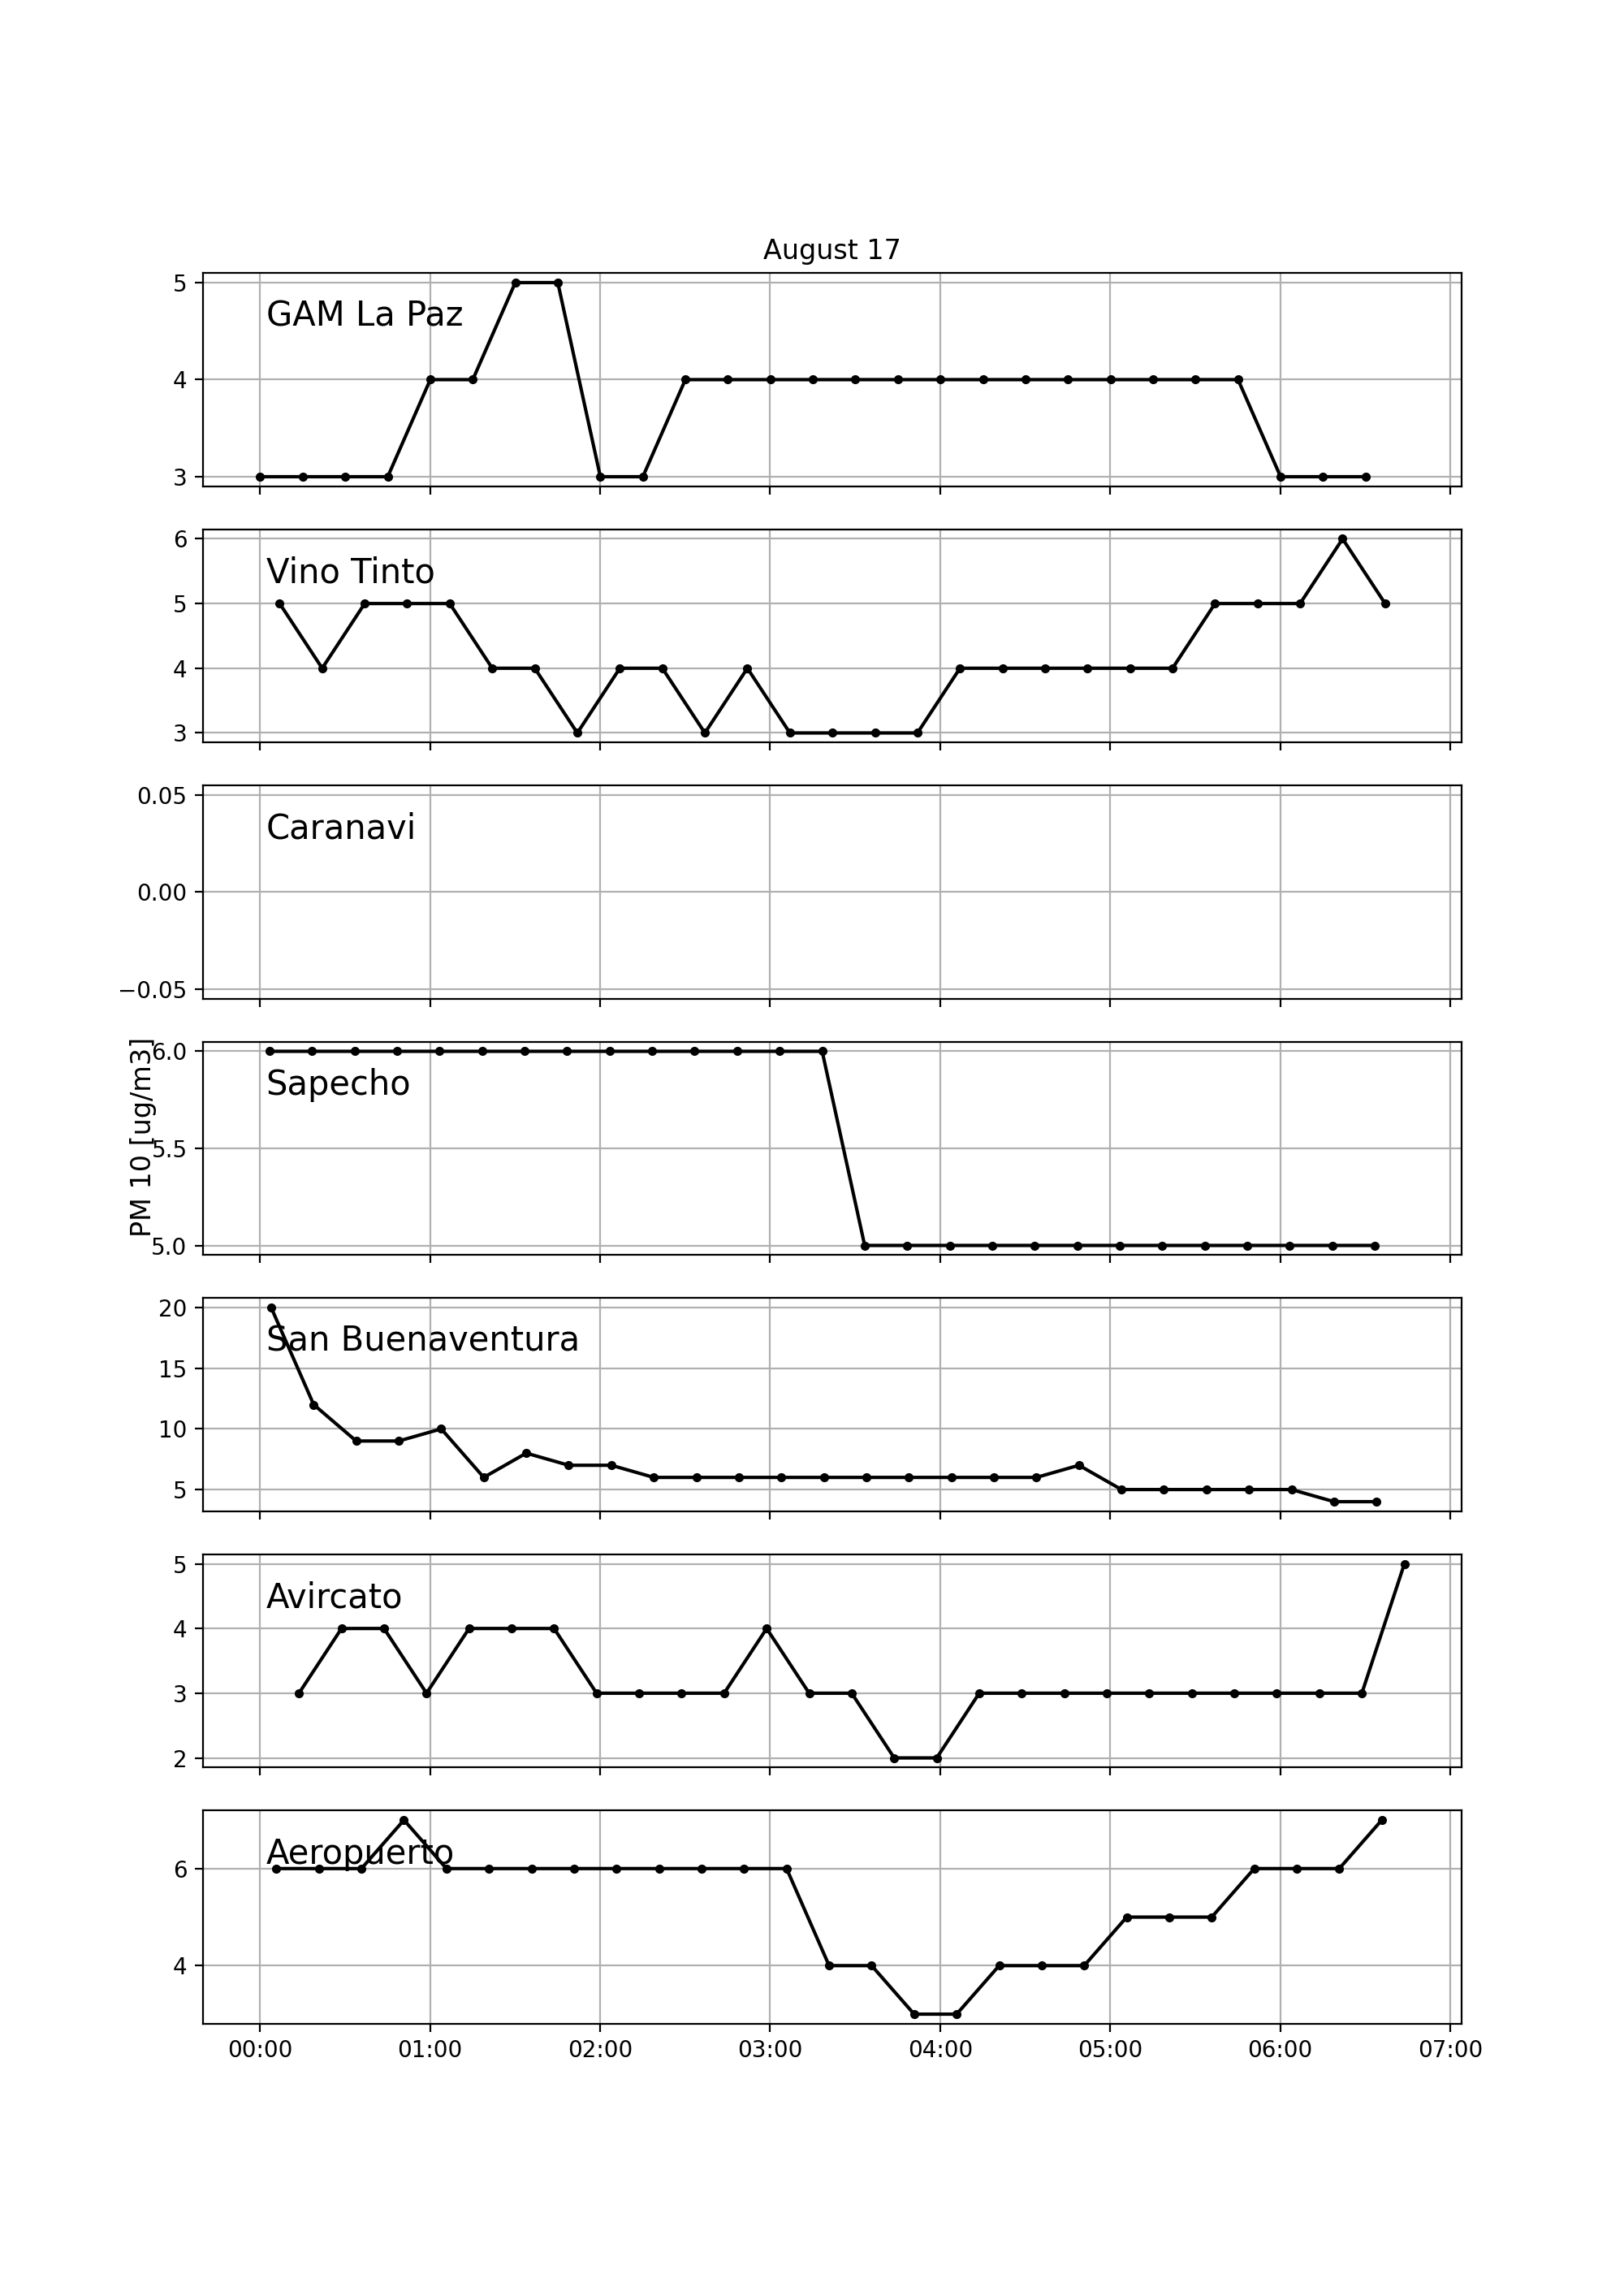 August 17
5
GAM La Paz
4
3
6
Vino Tinto
5
4
3
0.05
Caranavi
0.00
−0.05
PM 10 [ug/m3]
6.0
Sapecho
5.5
5.0
20
San Buenaventura
15
10
5
5
Avircato
4
3
2
Aeropuerto
6
4
00:00 01:00 02:00 03:00 04:00 05:00 06:00 07:00